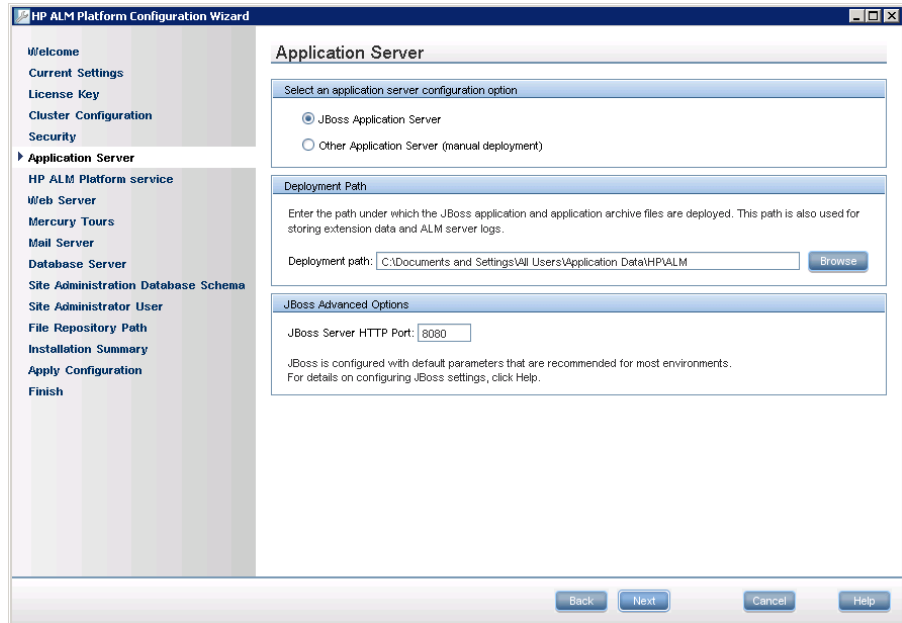 HP ALM Platform Configuration Wizard
Welcome
Current Settings
License Key
Cluster Configuration
Security
Application Server
HP ALM Platform service
Web Server
Mercury Tours
Mail Server
Database Server
Site Administration Database Schema
Site Administrator User
File Repository Path
Installation Summary
Apply Configuration
Finish
Application Server
Select an application server configuration option
JBoss Application Server
Other Application Server (manual deployment)
Deployment Path
Enter the path under which the JBoss application and application archive files are deployed. This path is also used for
storing extension data and ALM server logs.
Deployment path: C:\Documents and Settings\All Users\Application Data\HP\ALM Browse
JBoss Advanced Options
JBoss Server HTTP Port: 8080
JBoss is configured with default parameters that are recommended for most environments.
For details on configuring JBoss settings, click Help.
Back Next Cancel Help